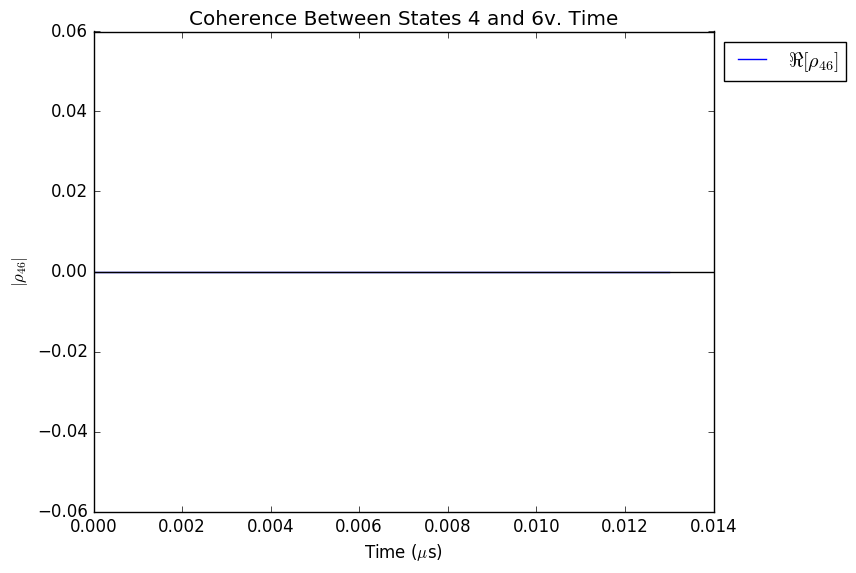 Coherence Between States 4 and 6v. Time
ℜ[ρ₄₆]
|ρ₄₆|
0.06
0.04
0.02
0.00
−0.02
−0.04
−0.06
0.000 0.002 0.004 0.006 0.008 0.010 0.012 0.014
Time (μs)